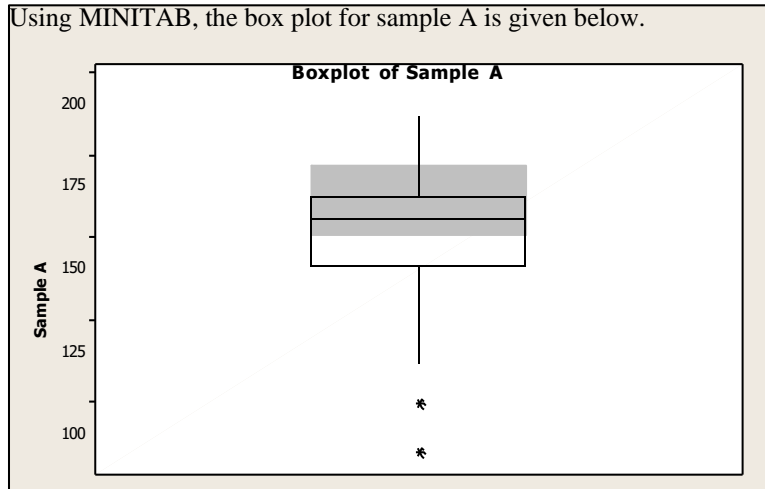 Using MINITAB, the box plot for sample A is given below.
Boxplot of Sample A
200
175
150
125
100
Sample A